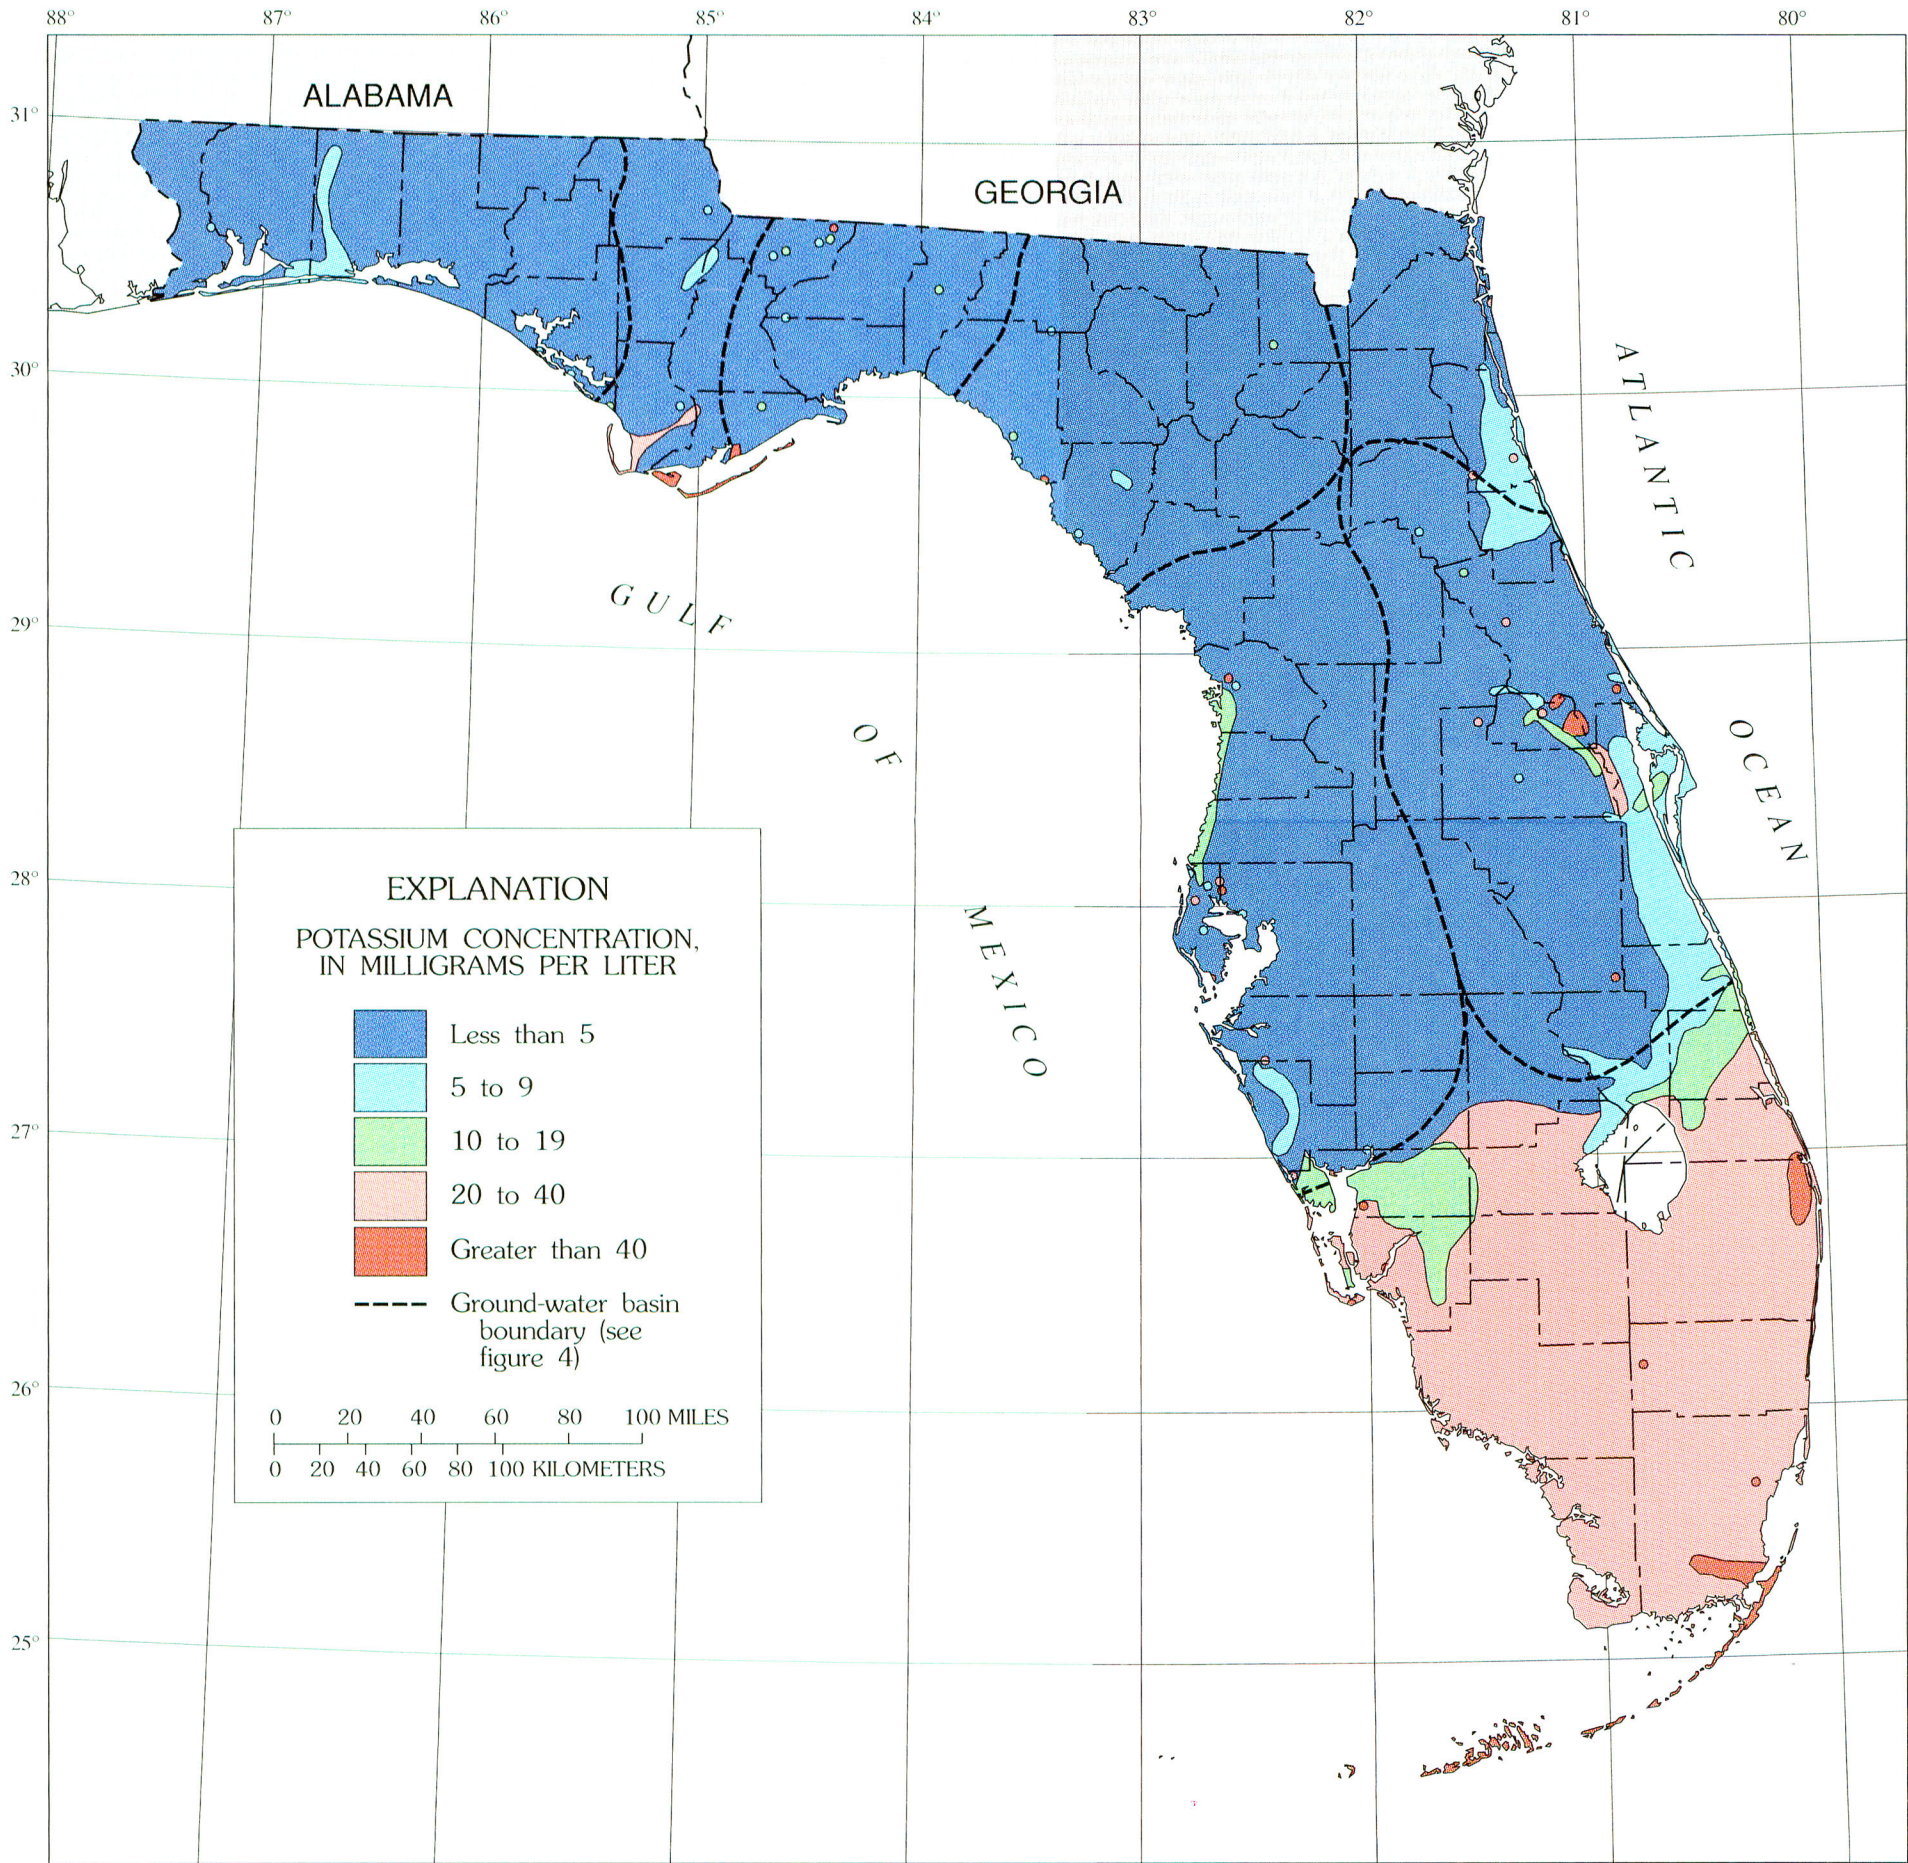 88° 87° 86° 85° 84° 83° 82° 81° 80°
31°
30°
29°
28°
27°
26°
25°
ALABAMA
GEORGIA
ATLANTIC
OCEAN
GULF
OF
MEXICO
EXPLANATION
POTASSIUM CONCENTRATION,
IN MILLIGRAMS PER LITER
Less than 5
5 to 9
10 to 19
20 to 40
Greater than 40
Ground-water basin
boundary (see
figure 4)
0 20 40 60 80 100 MILES
0 20 40 60 80 100 KILOMETERS